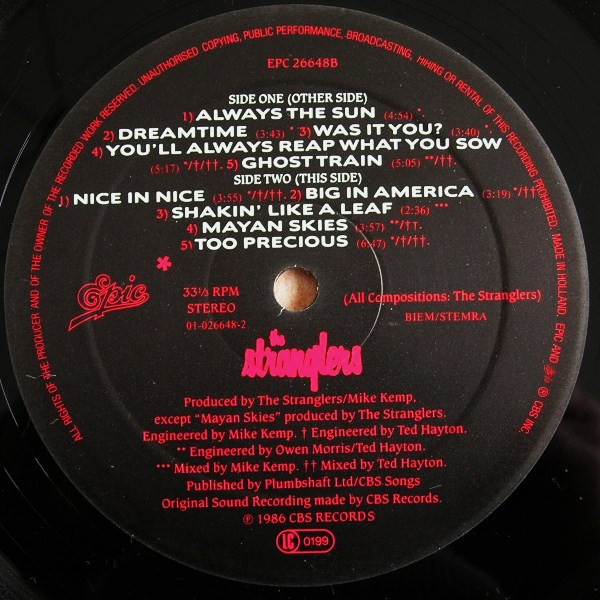 ALL RIGHTS OF THE PRODUCER AND OF THE OWNER OF THE RECORDED WORK RESERVED. UNAUTHORISED COPYING, PUBLIC PERFORMANCE, BROADCASTING, HIRING OR RENTAL OF THIS RECORDING PROHIBITED. MADE IN HOLLAND. EPIC AND ℗ CBS INC.
EPC 26648B
SIDE ONE (OTHER SIDE)
1) ALWAYS THE SUN (4:54) *.
2) DREAMTIME (3:43) * 3) WAS IT YOU? (3:40) *.
4) YOU'LL ALWAYS REAP WHAT YOU SOW
(5:17) */†/††. 5) GHOST TRAIN (5:05) **/††.
SIDE TWO (THIS SIDE)
1) NICE IN NICE (3:55) */†/††. 2) BIG IN AMERICA (3:19) */††.
3) SHAKIN' LIKE A LEAF (2:36) ***
4) MAYAN SKIES (3:57) **/††.
5) TOO PRECIOUS (6:47) */†/††.
Epic
33⅓ RPM
STEREO
01-026648-2
(All Compositions: The Stranglers)
BIEM/STEMRA
the
stranglers
*
Produced by The Stranglers/Mike Kemp.
except "Mayan Skies" produced by The Stranglers.
Engineered by Mike Kemp. † Engineered by Ted Hayton.
** Engineered by Owen Morris/Ted Hayton.
*** Mixed by Mike Kemp. †† Mixed by Ted Hayton.
Published by Plumbshaft Ltd/CBS Songs
Original Sound Recording made by CBS Records.
℗ 1986 CBS RECORDS
LC 0199